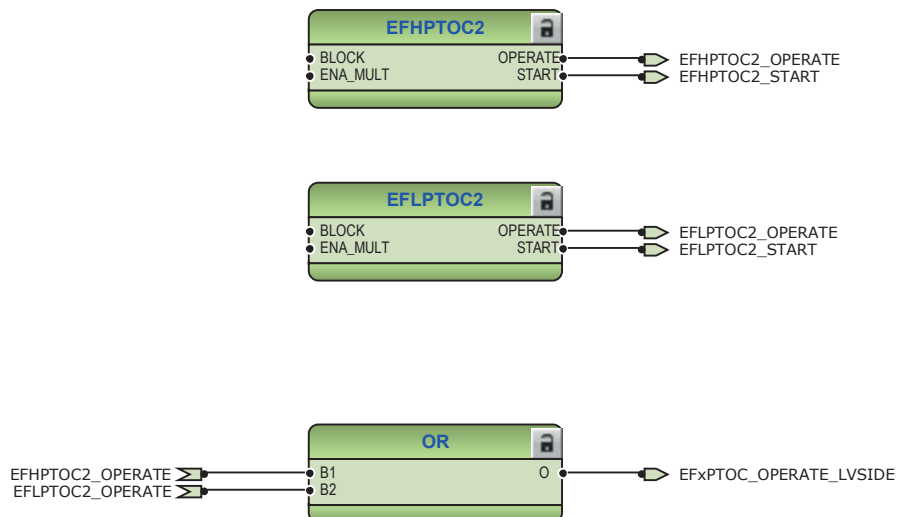 EFHPTOC2
BLOCK OPERATE EFHPTOC2_OPERATE
ENA_MULT START EFHPTOC2_START
EFLPTOC2
BLOCK OPERATE EFLPTOC2_OPERATE
ENA_MULT START EFLPTOC2_START
OR
EFHPTOC2_OPERATE B1 O EFxPTOC_OPERATE_LVSIDE
EFLPTOC2_OPERATE B2